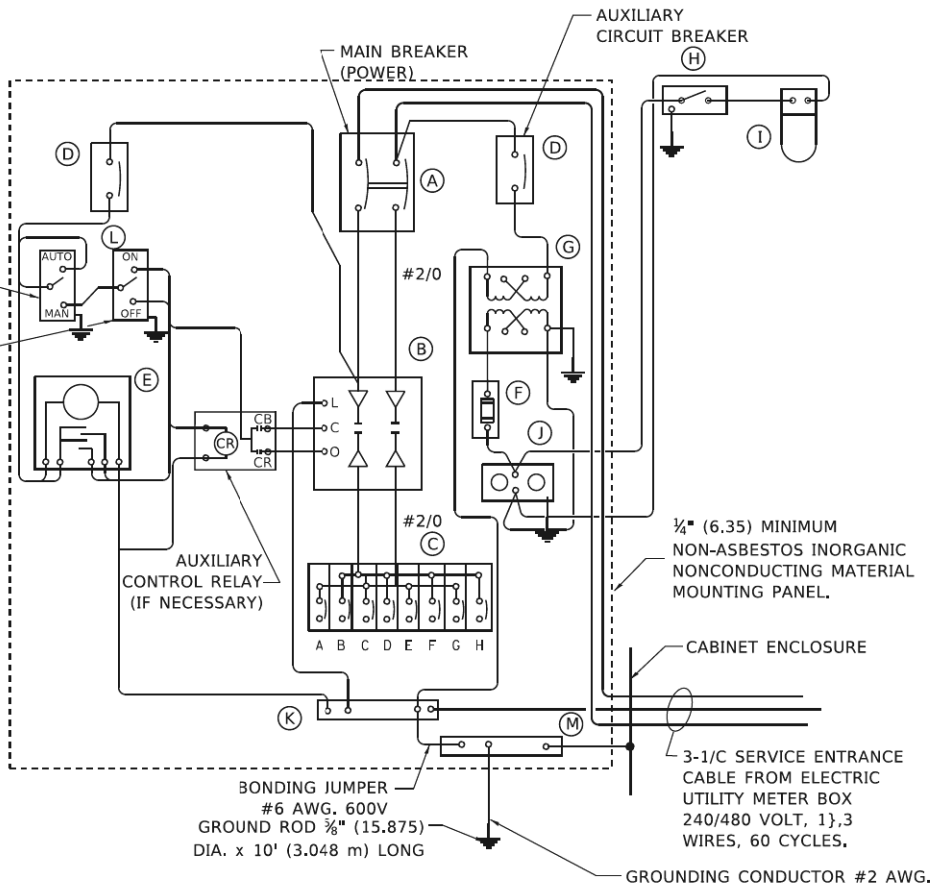 AUXILIARY
CIRCUIT BREAKER
MAIN BREAKER
(POWER)
H
I
D
A
D
L
G
AUTO
MAN
ON
OFF
#2/0
B
E
L
C
O
CB
CR
CR
F
J
#2/0
C
AUXILIARY
CONTROL RELAY
(IF NECESSARY)
A B C D E F G H
¼" (6.35) MINIMUM
NON-ASBESTOS INORGANIC
NONCONDUCTING MATERIAL
MOUNTING PANEL.
CABINET ENCLOSURE
K
M
BONDING JUMPER
#6 AWG. 600V
GROUND ROD ⅝" (15.875)
DIA. x 10' (3.048 m) LONG
3-1/C SERVICE ENTRANCE
CABLE FROM ELECTRIC
UTILITY METER BOX
240/480 VOLT, 1},3
WIRES, 60 CYCLES.
GROUNDING CONDUCTOR #2 AWG.